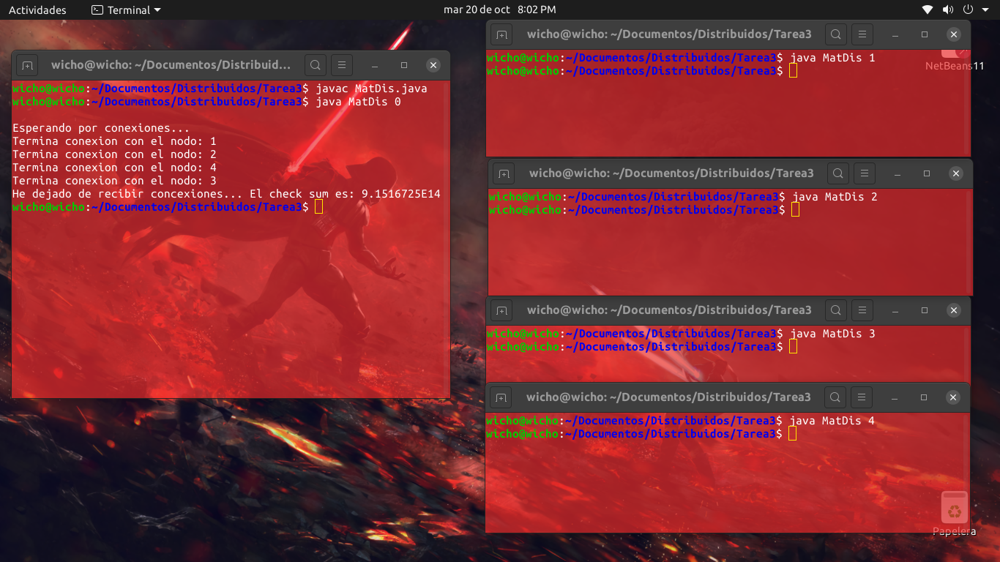 Actividades Terminal mar 20 de oct 8:02 PM
wicho@wicho: ~/Documentos/Distribuid...
wicho@wicho:~/Documentos/Distribuidos/Tarea3$ javac MatDis.java
wicho@wicho:~/Documentos/Distribuidos/Tarea3$ java MatDis 0
Esperando por conexiones...
Termina conexion con el nodo: 1
Termina conexion con el nodo: 2
Termina conexion con el nodo: 4
Termina conexion con el nodo: 3
He dejado de recibir concexiones... El check sum es: 9.1516725E14
wicho@wicho:~/Documentos/Distribuidos/Tarea3$
wicho@wicho: ~/Documentos/Distribuidos/Tarea3
wicho@wicho:~/Documentos/Distribuidos/Tarea3$ java MatDis 1
wicho@wicho:~/Documentos/Distribuidos/Tarea3$
NetBeans11
wicho@wicho: ~/Documentos/Distribuidos/Tarea3
wicho@wicho:~/Documentos/Distribuidos/Tarea3$ java MatDis 2
wicho@wicho:~/Documentos/Distribuidos/Tarea3$
wicho@wicho: ~/Documentos/Distribuidos/Tarea3
wicho@wicho:~/Documentos/Distribuidos/Tarea3$ java MatDis 3
wicho@wicho:~/Documentos/Distribuidos/Tarea3$
wicho@wicho: ~/Documentos/Distribuidos/Tarea3
wicho@wicho:~/Documentos/Distribuidos/Tarea3$ java MatDis 4
wicho@wicho:~/Documentos/Distribuidos/Tarea3$
Papelera